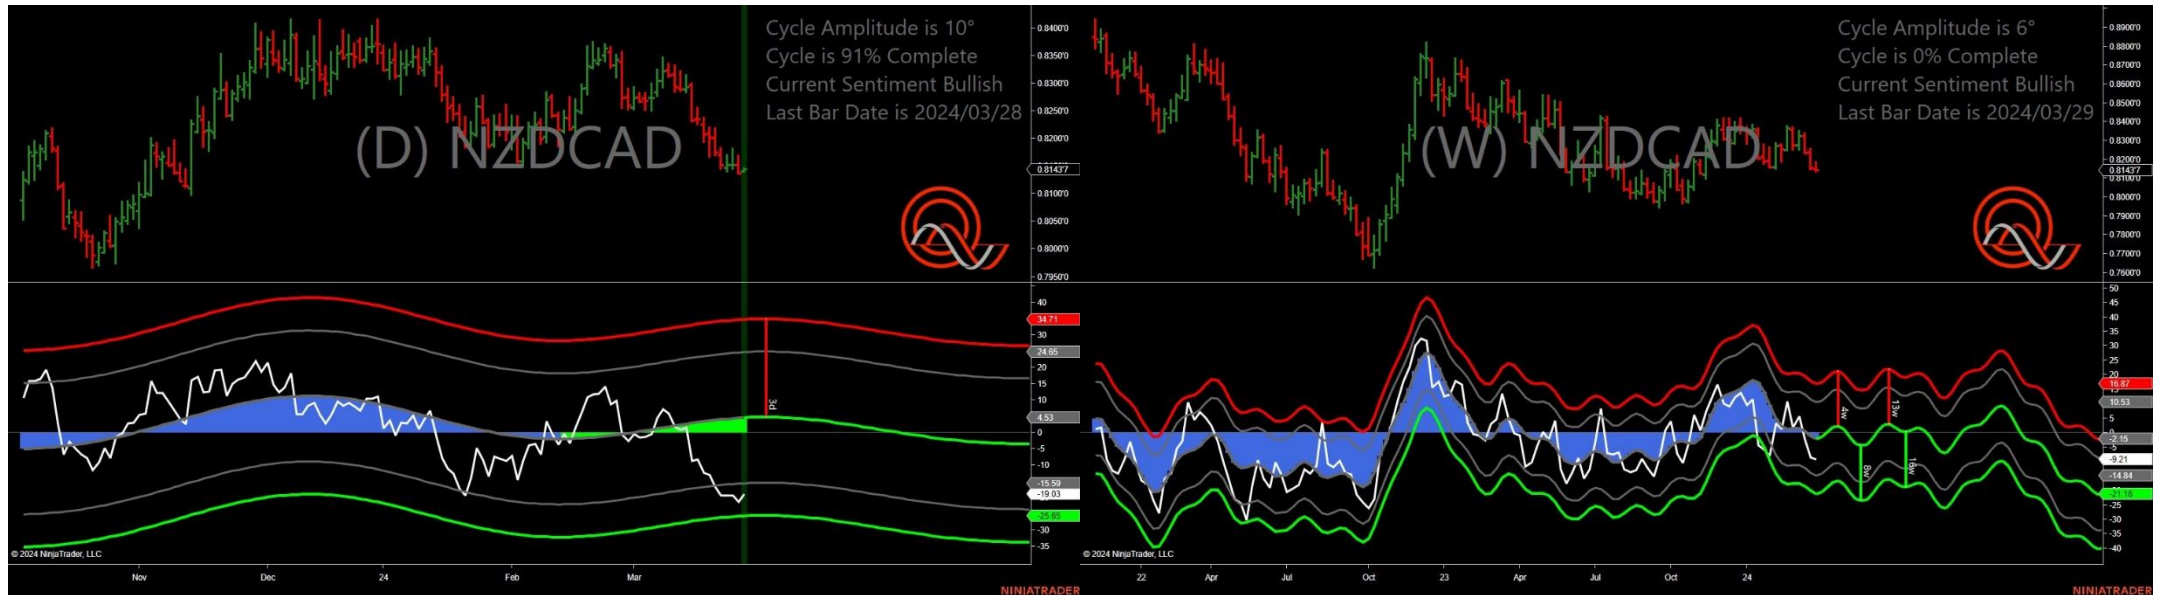 Cycle Amplitude is 10°
Cycle is 91% Complete
Current Sentiment Bullish
Last Bar Date is 2024/03/28
(D) NZDCAD
0.8400'0
0.8350'0
0.8300'0
0.8250'0
0.8200'0
0.8143'7
0.8100'0
0.8050'0
0.8000'0
0.7950'0
40
34.71
30
24.65
20
15
10
4.53
0
-5
-10
-15.59
-19.03
-25.65
-30
-35
3d
© 2024 NinjaTrader, LLC
Nov Dec 24 Feb Mar
NINJATRADER
Cycle Amplitude is 6°
Cycle is 0% Complete
Current Sentiment Bullish
Last Bar Date is 2024/03/29
(W) NZDCAD
0.8900'0
0.8800'0
0.8700'0
0.8600'0
0.8500'0
0.8400'0
0.8300'0
0.8200'0
0.8143'7
0.8000'0
0.7900'0
0.7800'0
0.7700'0
0.7600'0
50
45
40
35
30
25
20
16.87
10.53
5
0
-2.15
-9.21
-14.84
-21.18
-25
-30
-35
-40
4w
13w
8w
16w
© 2024 NinjaTrader, LLC
22 Apr Jul Oct 23 Apr Jul Oct 24
NINJATRADER